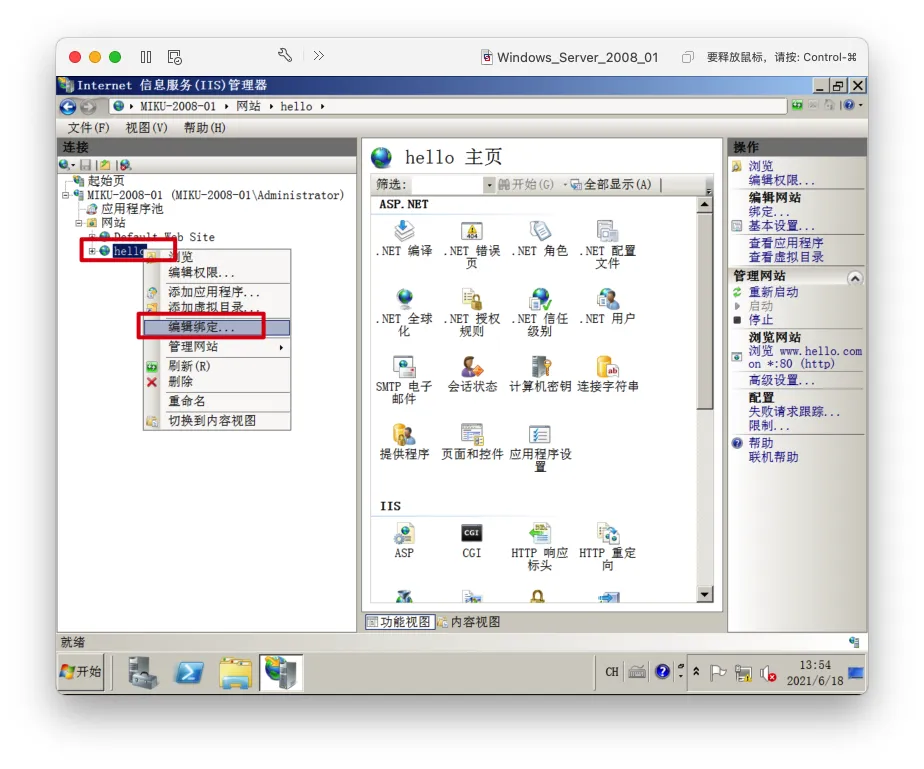 Windows_Server_2008_01
要释放鼠标，请按: Control-⌘
Internet 信息服务(IIS)管理器
MIKU-2008-01 ▸ 网站 ▸ hello ▸
文件(F) 视图(V) 帮助(H)
连接
起始页
MIKU-2008-01 (MIKU-2008-01\Administrator)
应用程序池
网站
Default Web Site
hello
浏览
编辑权限...
添加应用程序...
添加虚拟目录...
编辑绑定...
管理网站
刷新(R)
删除
重命名
切换到内容视图
hello 主页
筛选: 开始(G) 全部显示(A)
ASP.NET
.NET 编译 .NET 错误页 .NET 角色 .NET 配置文件
.NET 全球化 .NET 授权规则 .NET 信任级别 .NET 用户
SMTP 电子邮件 会话状态 计算机密钥 连接字符串
提供程序 页面和控件 应用程序设置
IIS
ASP CGI HTTP 响应标头 HTTP 重定向
功能视图 内容视图
操作
浏览
编辑权限...
编辑网站
绑定...
基本设置...
查看应用程序
查看虚拟目录
管理网站
重新启动
启动
停止
浏览网站
浏览 www.hello.com
on *:80 (http)
高级设置...
配置
失败请求跟踪...
限制...
帮助
联机帮助
就绪
开始
CH
13:54
2021/6/18